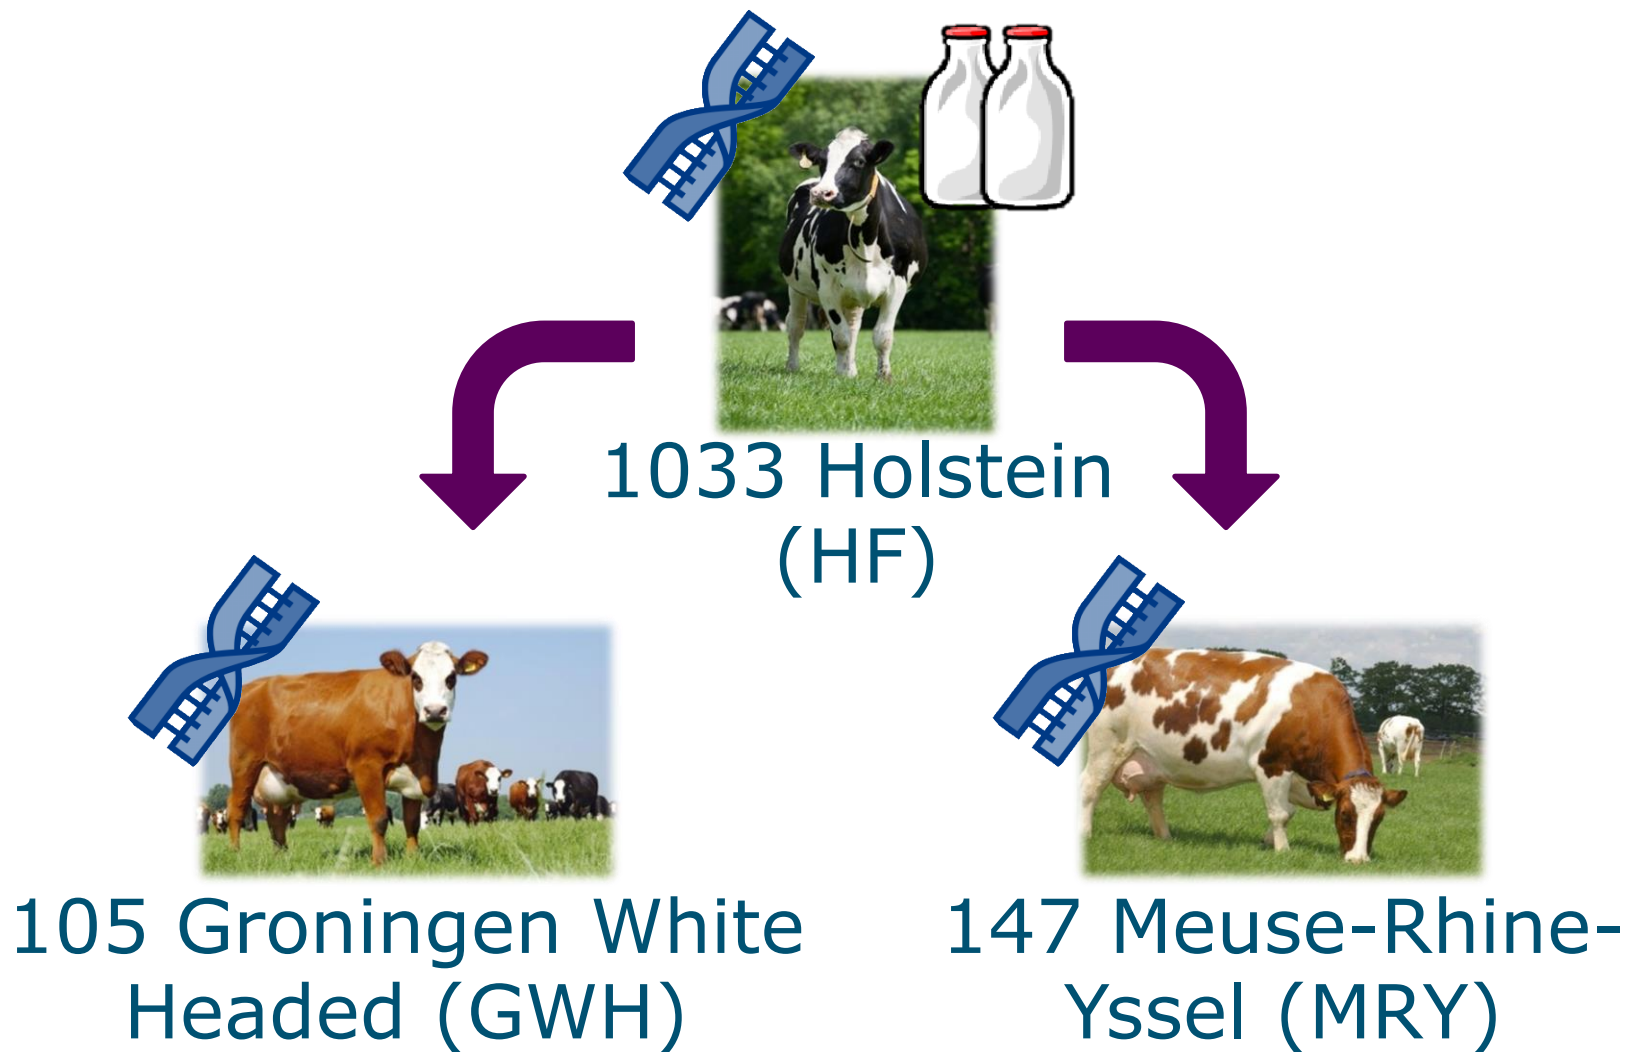 1033 Holstein
(HF)
105 Groningen White
Headed (GWH)
147 Meuse-Rhine-
Yssel (MRY)